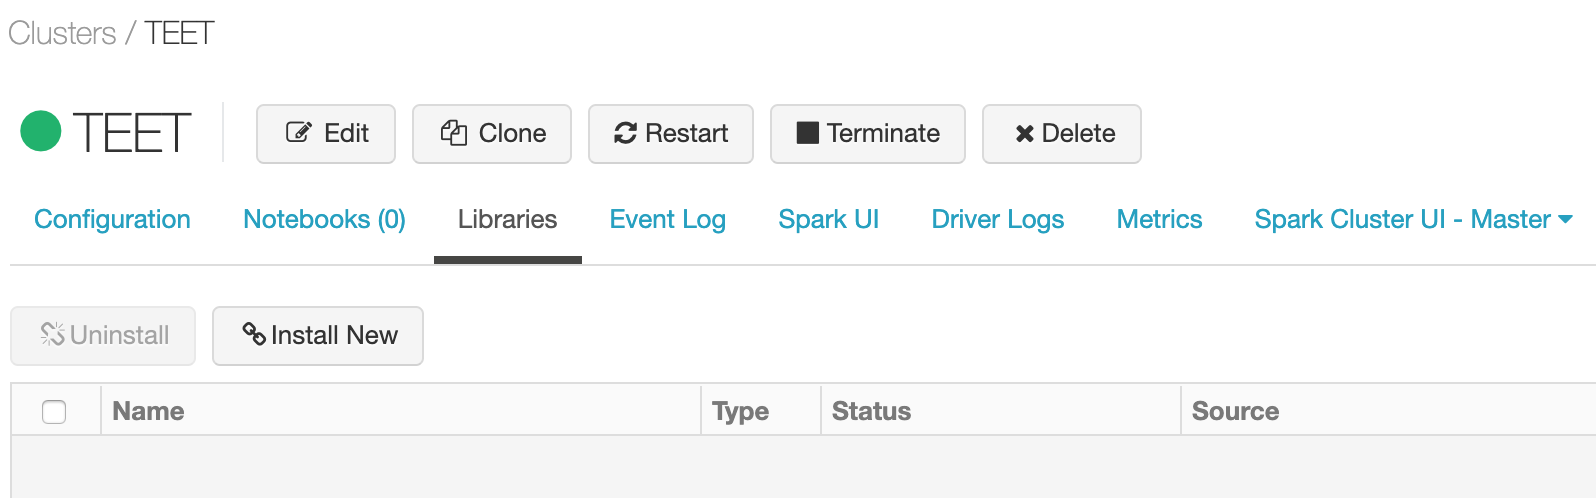 Clusters / TEET
TEET Edit Clone Restart Terminate Delete
Configuration Notebooks (0) Libraries Event Log Spark UI Driver Logs Metrics Spark Cluster UI - Master
Uninstall Install New
Name Type Status Source